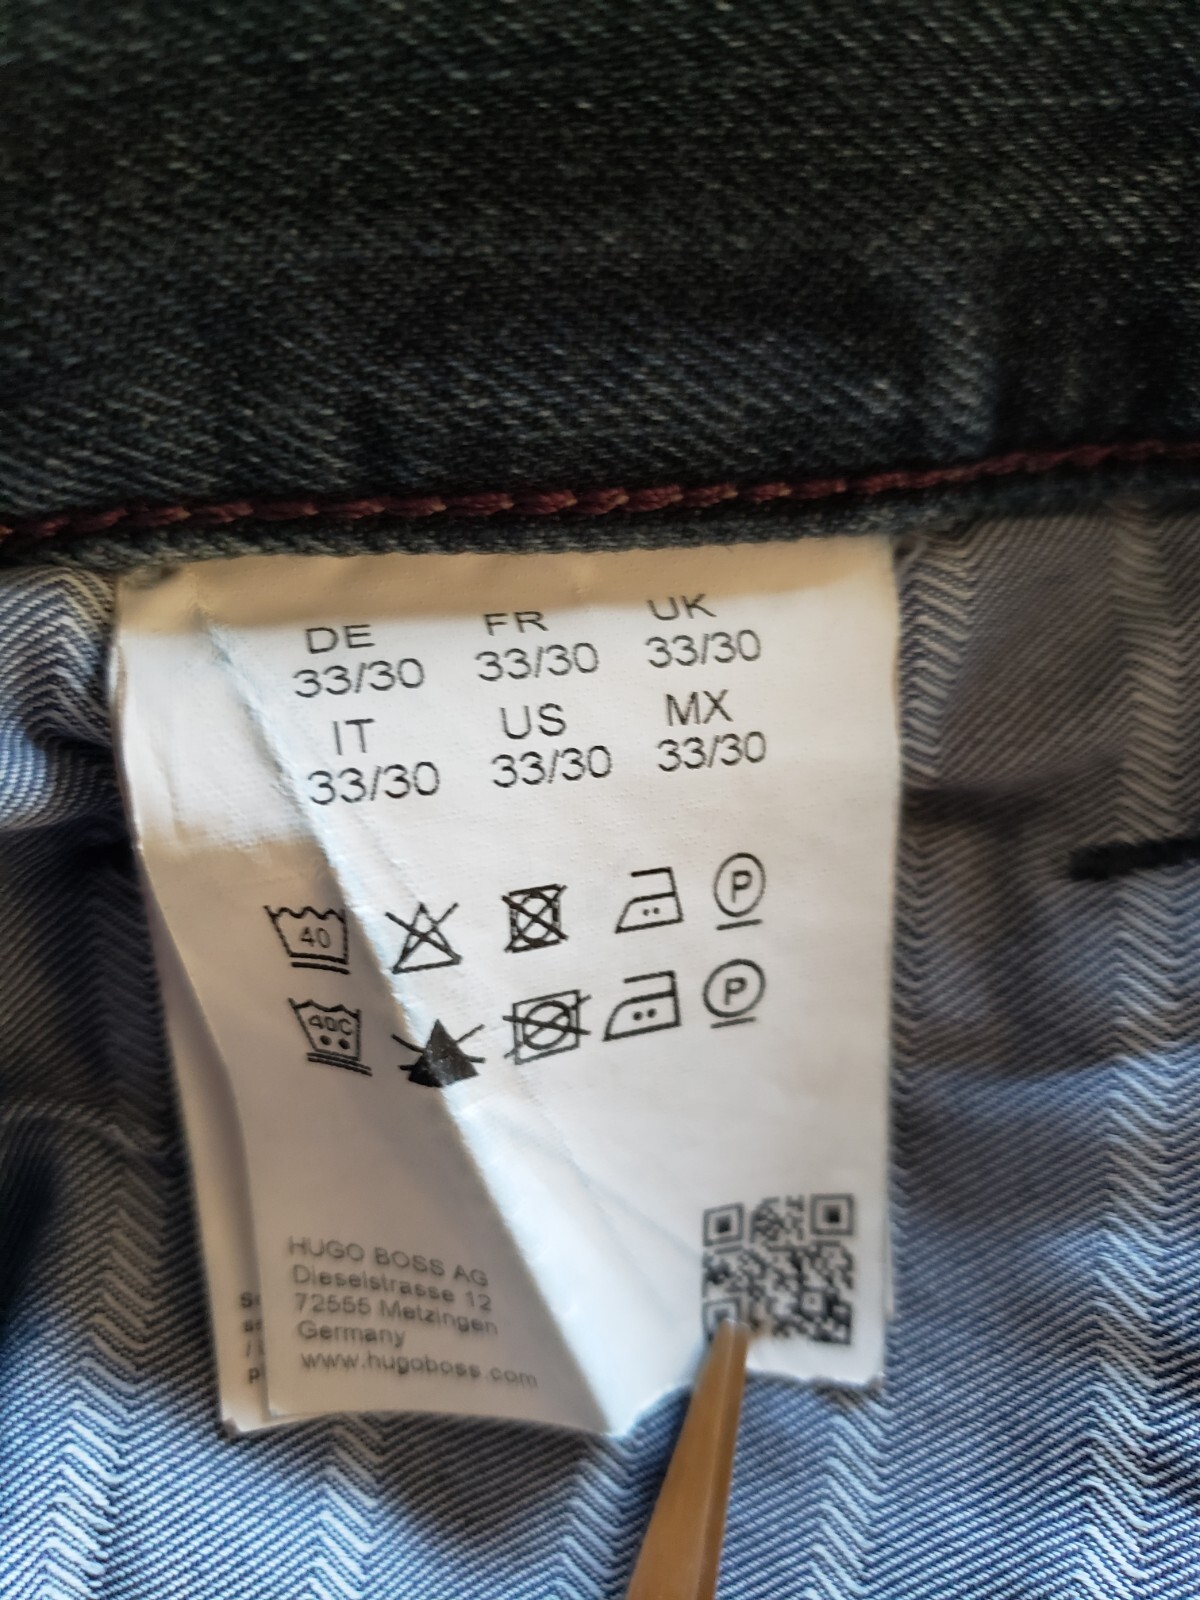 DE FR UK
33/30 33/30 33/30
IT US MX
33/30 33/30 33/30
40 P
40C P
HUGO BOSS AG
Dieselstrasse 12
72555 Metzingen
Germany
www.hugoboss.com